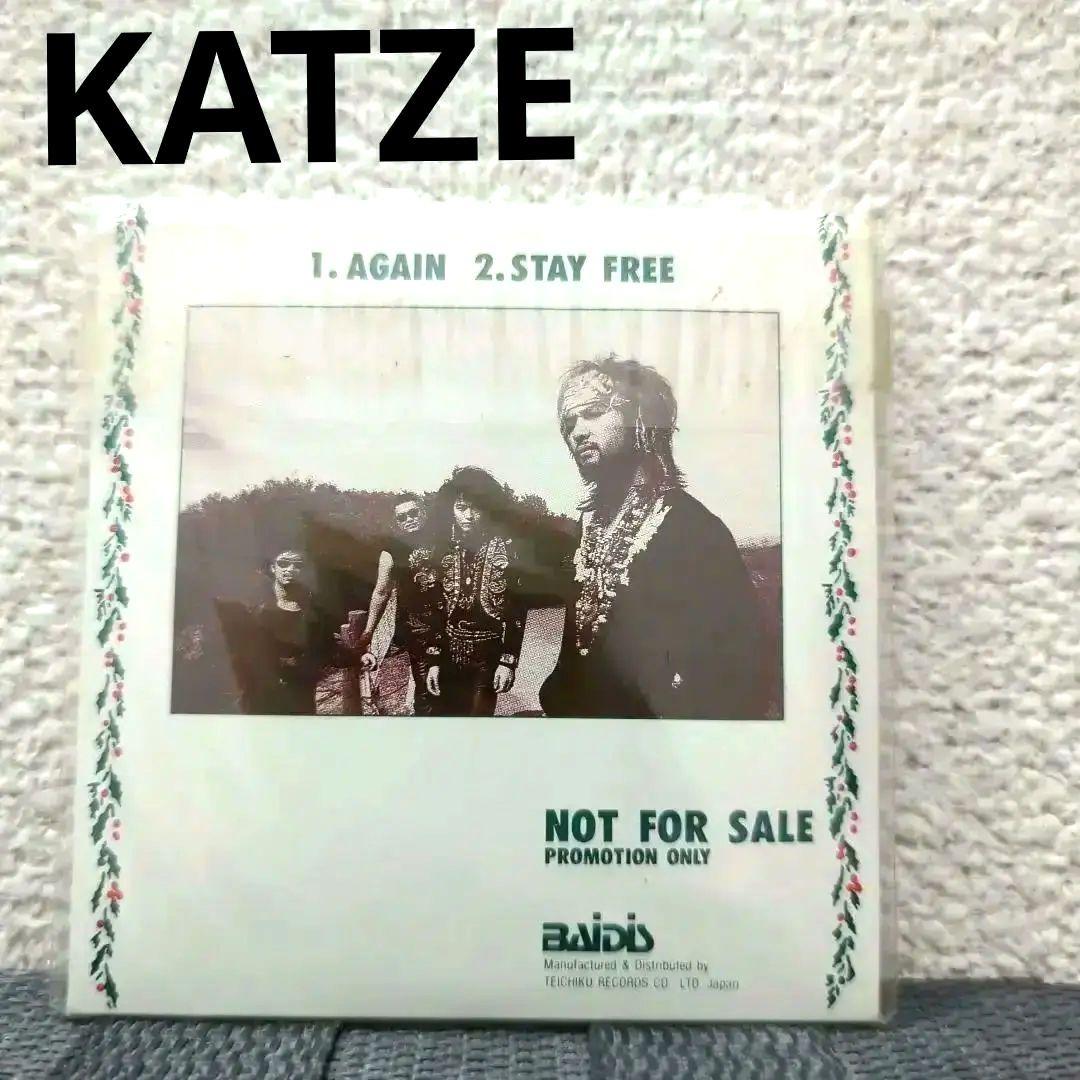 KATZE
1. AGAIN 2. STAY FREE
NOT FOR SALE
PROMOTION ONLY
BAiDiS
Manufactured & Distributed by
TEICHIKU RECORDS CO. LTD. Japan